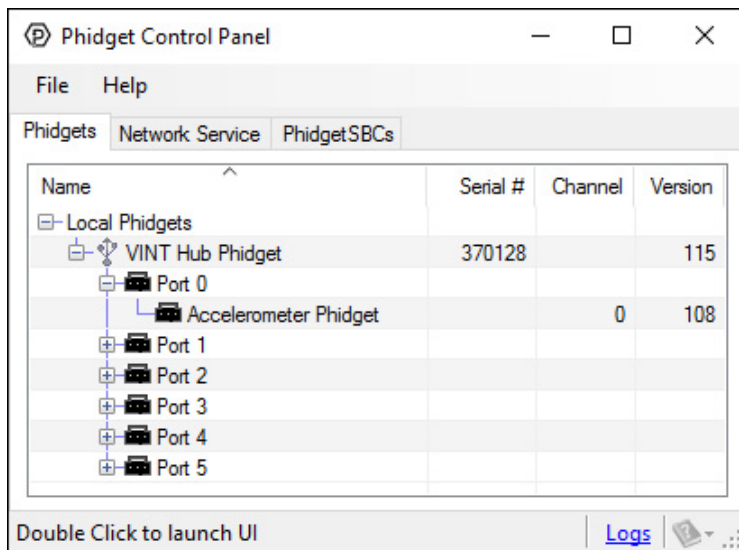 Phidget Control Panel
File Help
Phidgets Network Service PhidgetSBCs
Name Serial # Channel Version
Local Phidgets
VINT Hub Phidget 370128 115
Port 0
Accelerometer Phidget 0 108
Port 1
Port 2
Port 3
Port 4
Port 5
Double Click to launch UI Logs